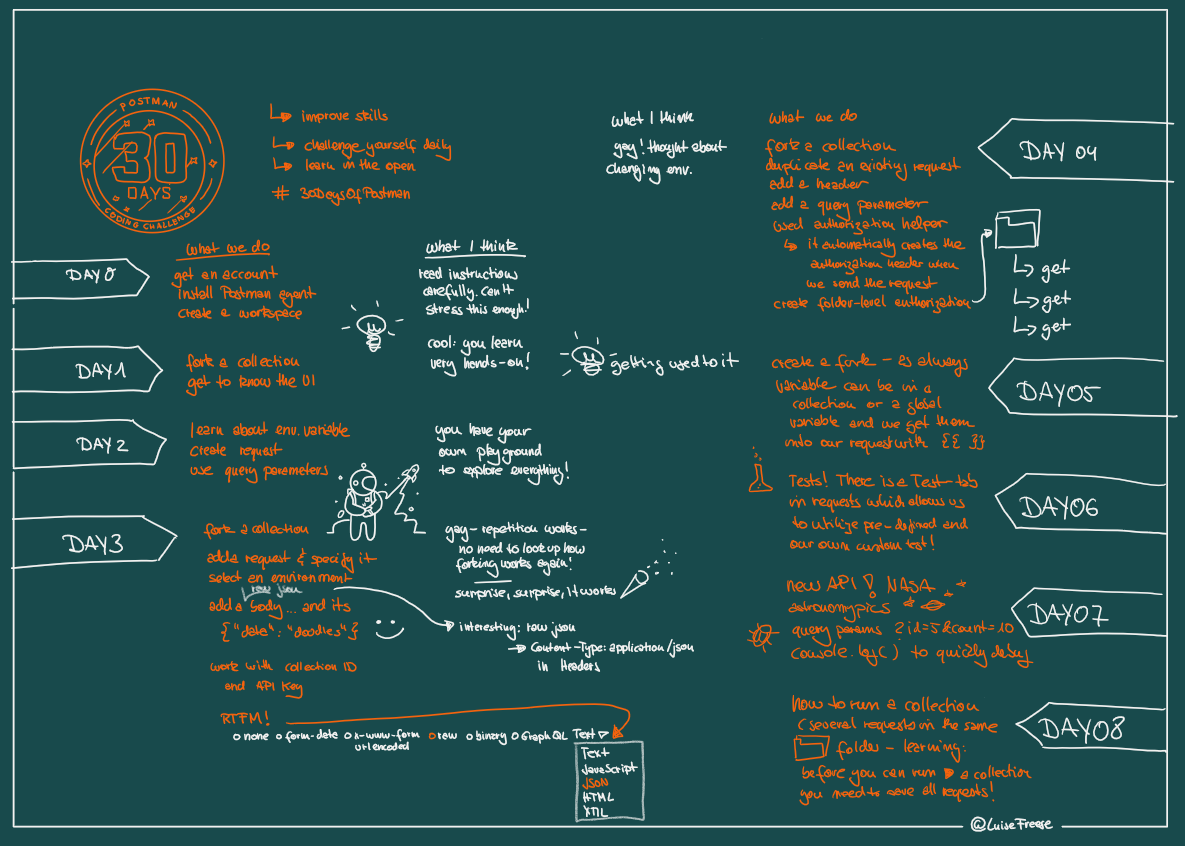 POSTMAN
30
DAYS
CODING CHALLENGE
improve skills
challenge yourself daily
learn in the open
# 30DaysOfPostman
what we do
what I think
DAY 0
get an account
install Postman agent
create a workspace
read instructions
carefully. Can't
stress this enough!
cool: you learn
very hands-on!
DAY 1
fork a collection
get to know the UI
getting used to it
DAY 2
learn about env. variable
create request
use query parameters
you have your
own playground
to explore everything!
DAY 3
fork a collection
add a request & specify it
select an environment
raw json
add a body... and its
{"data": "doodles"}
work with collection ID
and API Key
yay - repetition works -
no need to look up how
forking works again!
surprise, surprise, it works
interesting: raw json
Content-Type: application/json
in Headers
RTFM!
o none o form-data o x-www-form
urlencoded
o raw o binary o GraphQL Text
Text
JavaScript
JSON
HTML
XML
what I think
yay! thought about
changing env.
what we do
DAY 04
fork a collection
duplicate an existing request
add a header
add a query parameter
used authorization helper
it automatically creates the
authorization header when
we send the request
create folder-level authorization
get
get
get
DAY 05
create a fork - as always
variable can be in a
collection or a global
variable and we get them
into our request with {{ }}
DAY 06
Tests! There is a Test-tab
in requests which allows us
to utilize pre-defined and
our own custom test!
DAY 07
new API! NASA
astronomypics
query params ?id=5&count=10
console.log() to quickly debug
DAY 08
how to run a collection
(several requests in the same
folder - learning:
before you can run a collection
you need to save all requests!
@LuiseFreese